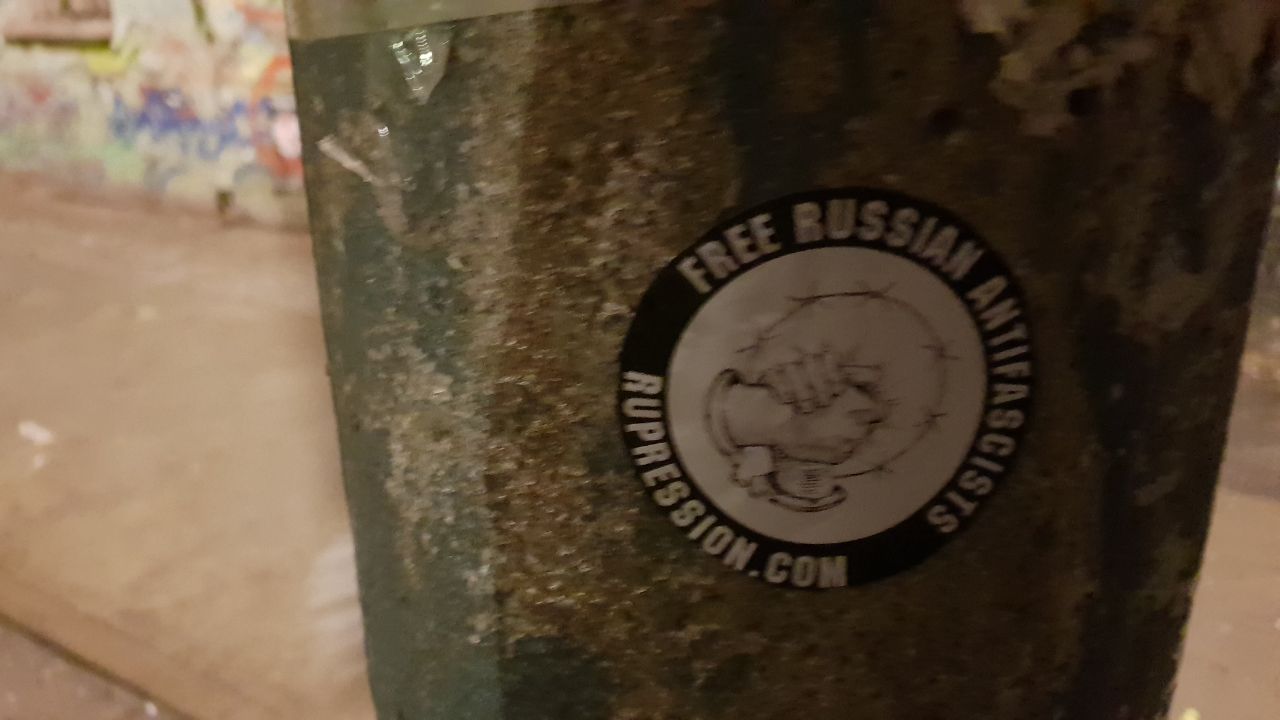 FREE RUSSIAN ANTIFASCISTS
RUPRESSION.COM